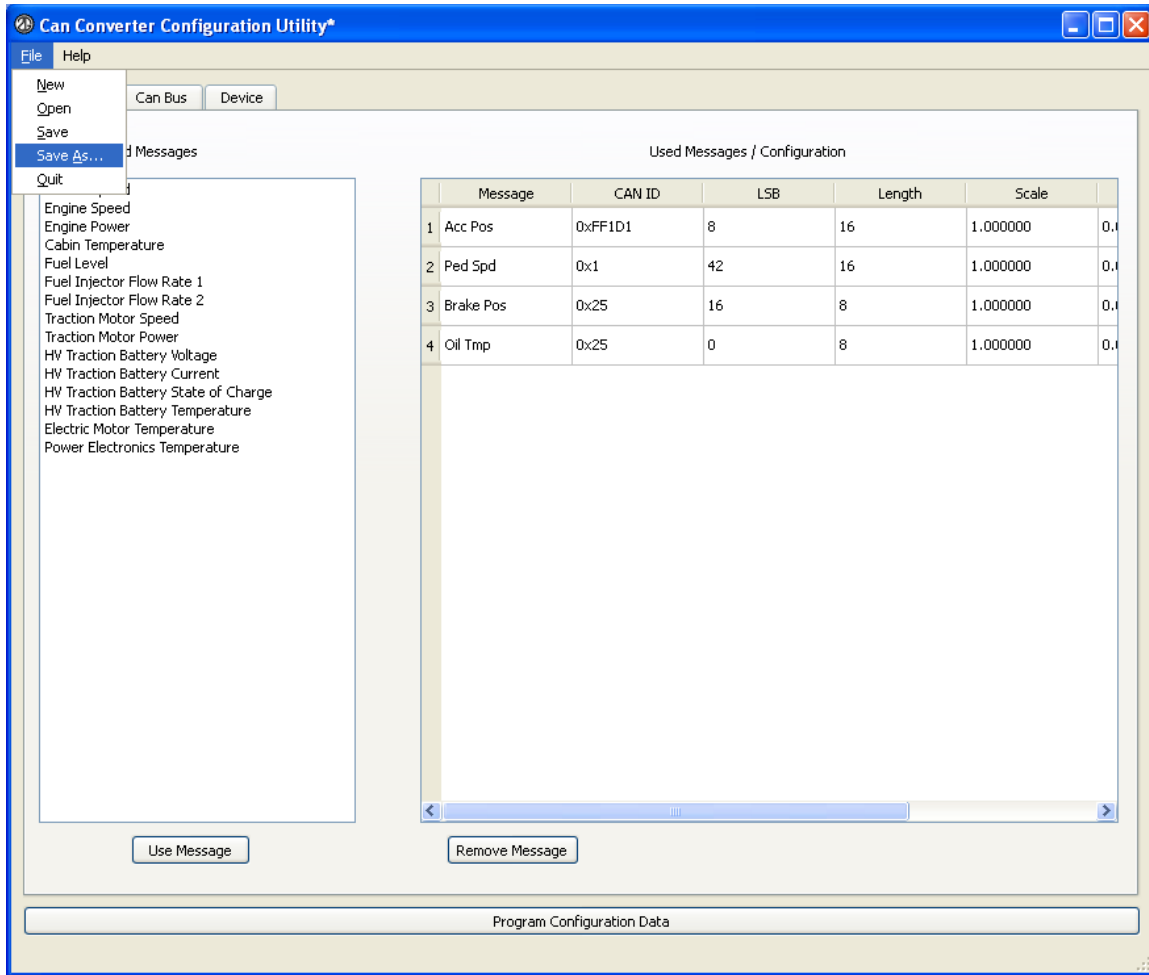 Can Converter Configuration Utility*
File Help
New
Open
Save
Save As...
Quit
Can Bus Device
Messages
Used Messages / Configuration
Engine Speed
Engine Power
Cabin Temperature
Fuel Level
Fuel Injector Flow Rate 1
Fuel Injector Flow Rate 2
Traction Motor Speed
Traction Motor Power
HV Traction Battery Voltage
HV Traction Battery Current
HV Traction Battery State of Charge
HV Traction Battery Temperature
Electric Motor Temperature
Power Electronics Temperature
Message CAN ID LSB Length Scale
1 Acc Pos 0xFF1D1 8 16 1.000000
2 Ped Spd 0x1 42 16 1.000000
3 Brake Pos 0x25 16 8 1.000000
4 Oil Tmp 0x25 0 8 1.000000
Use Message
Remove Message
Program Configuration Data